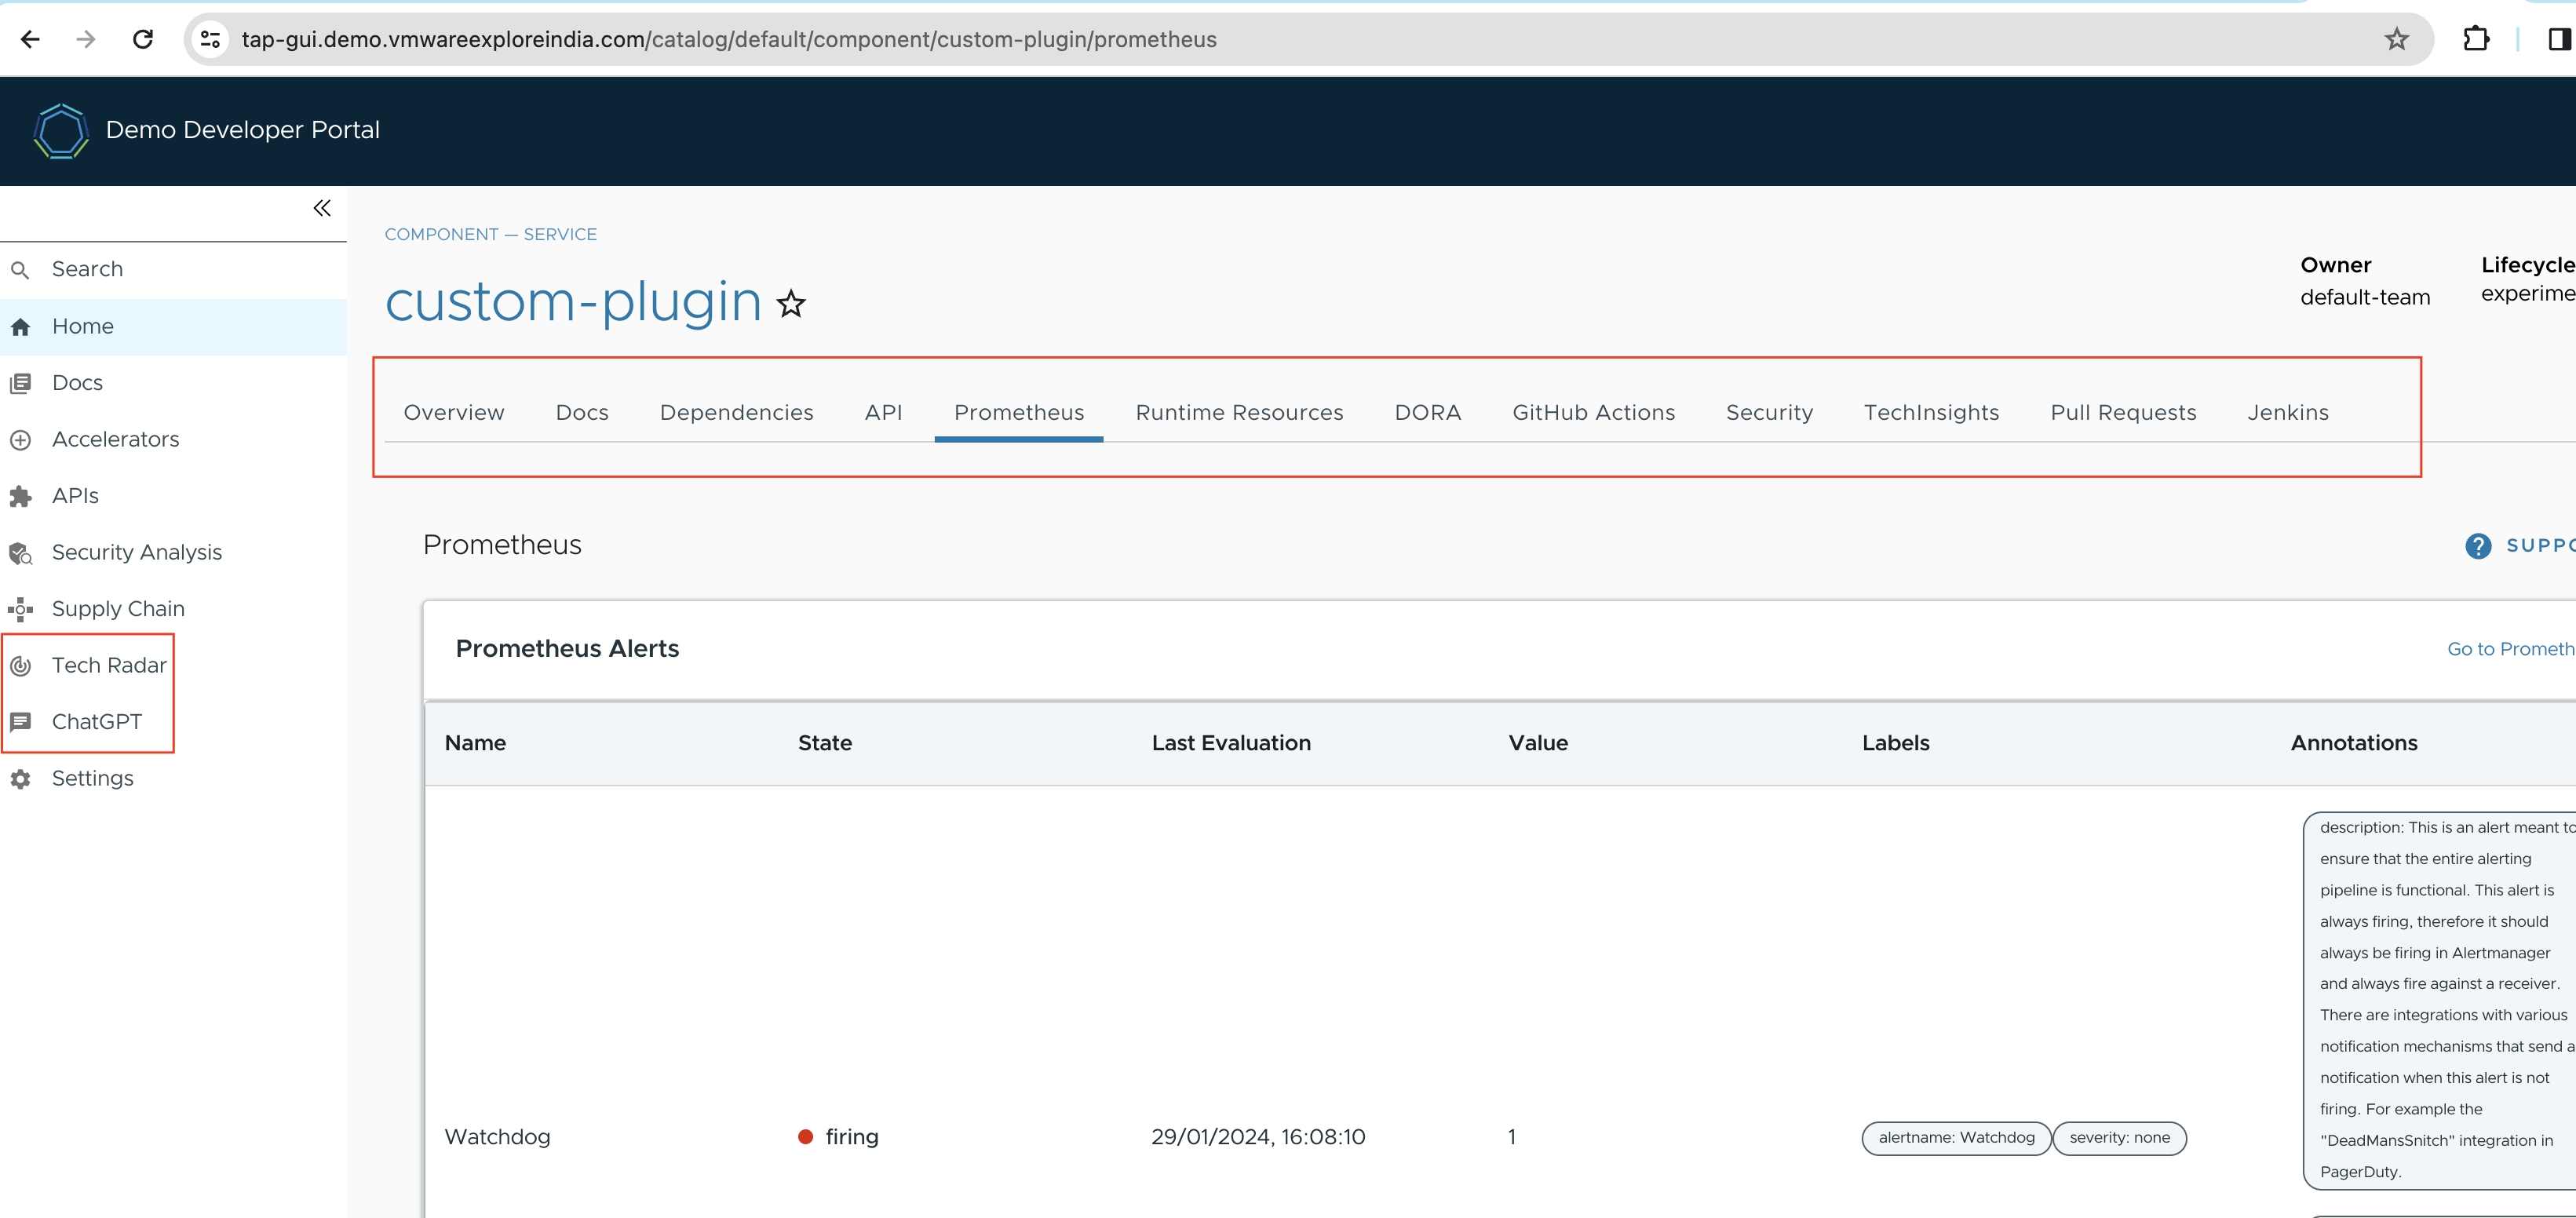 tap-gui.demo.vmwareexploreindia.com/catalog/default/component/custom-plugin/prometheus
Demo Developer Portal
Search
Home
Docs
Accelerators
APIs
Security Analysis
Supply Chain
Tech Radar
ChatGPT
Settings
COMPONENT — SERVICE
custom-plugin
Owner
default-team
Lifecycle
experime
Overview Docs Dependencies API Prometheus Runtime Resources DORA GitHub Actions Security TechInsights Pull Requests Jenkins
Prometheus
SUPPO
Prometheus Alerts
Go to Prometh
Name State Last Evaluation Value Labels Annotations
Watchdog firing 29/01/2024, 16:08:10 1 alertname: Watchdog severity: none
description: This is an alert meant to
ensure that the entire alerting
pipeline is functional. This alert is
always firing, therefore it should
always be firing in Alertmanager
and always fire against a receiver.
There are integrations with various
notification mechanisms that send a
notification when this alert is not
firing. For example the
"DeadMansSnitch" integration in
PagerDuty.